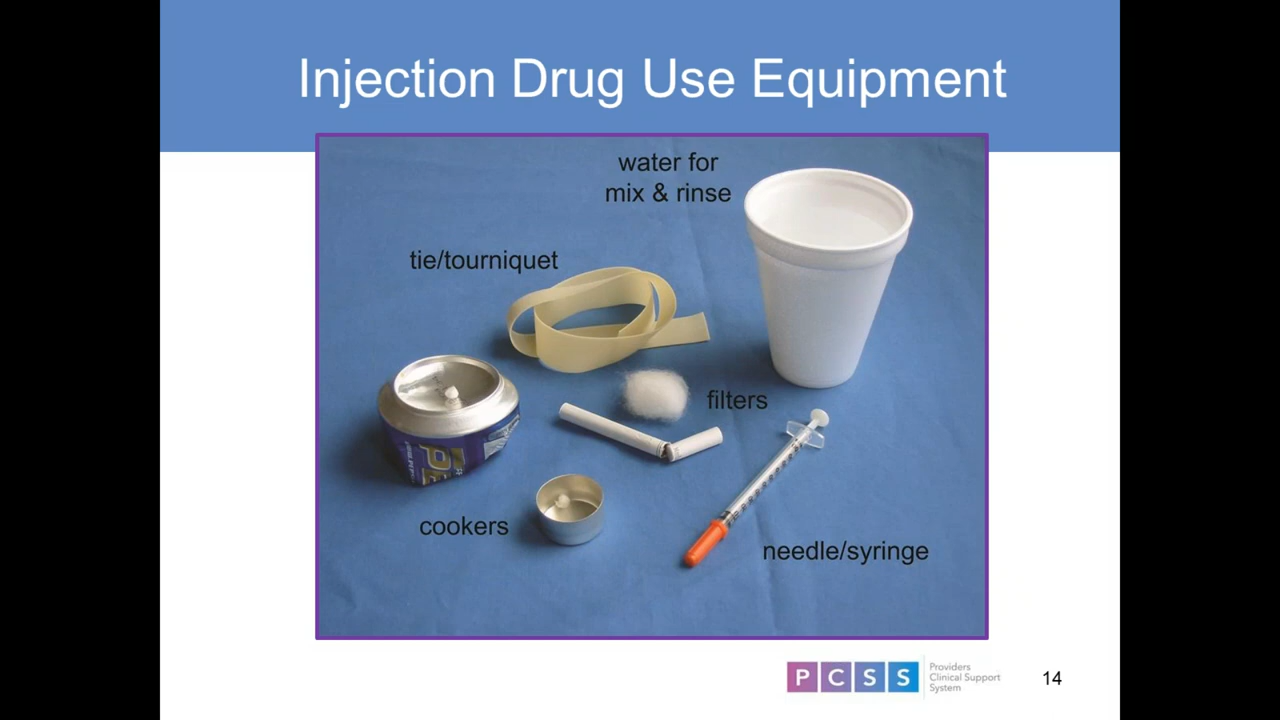 Injection Drug Use Equipment
water for
mix & rinse
tie/tourniquet
filters
cookers
needle/syringe
PCSS
Providers
Clinical Support
System
14